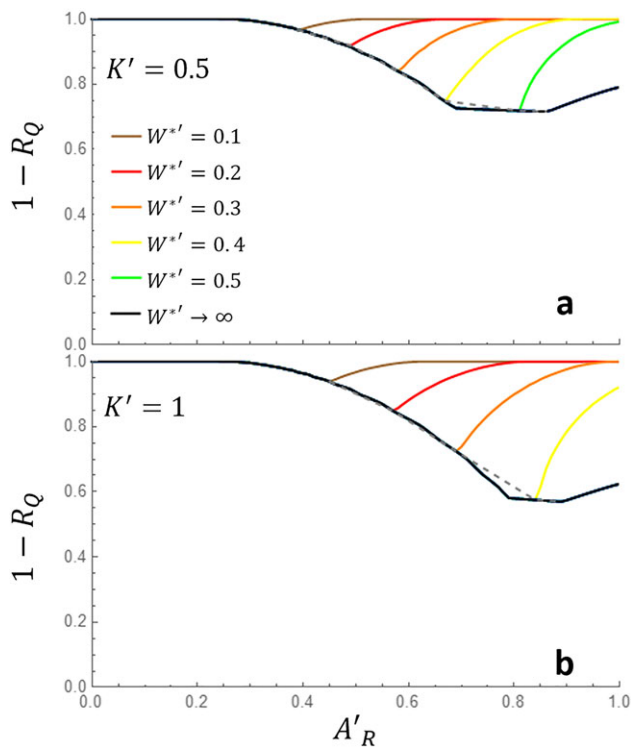 1.0
0.8
0.6
0.4
0.2
0.0
1 − R_Q
K′ = 0.5
W*′ = 0.1
W*′ = 0.2
W*′ = 0.3
W*′ = 0.4
W*′ = 0.5
W*′ → ∞
a
1.0
0.8
0.6
0.4
0.2
0.0
1 − R_Q
K′ = 1
b
0.0 0.2 0.4 0.6 0.8 1.0
A′_R